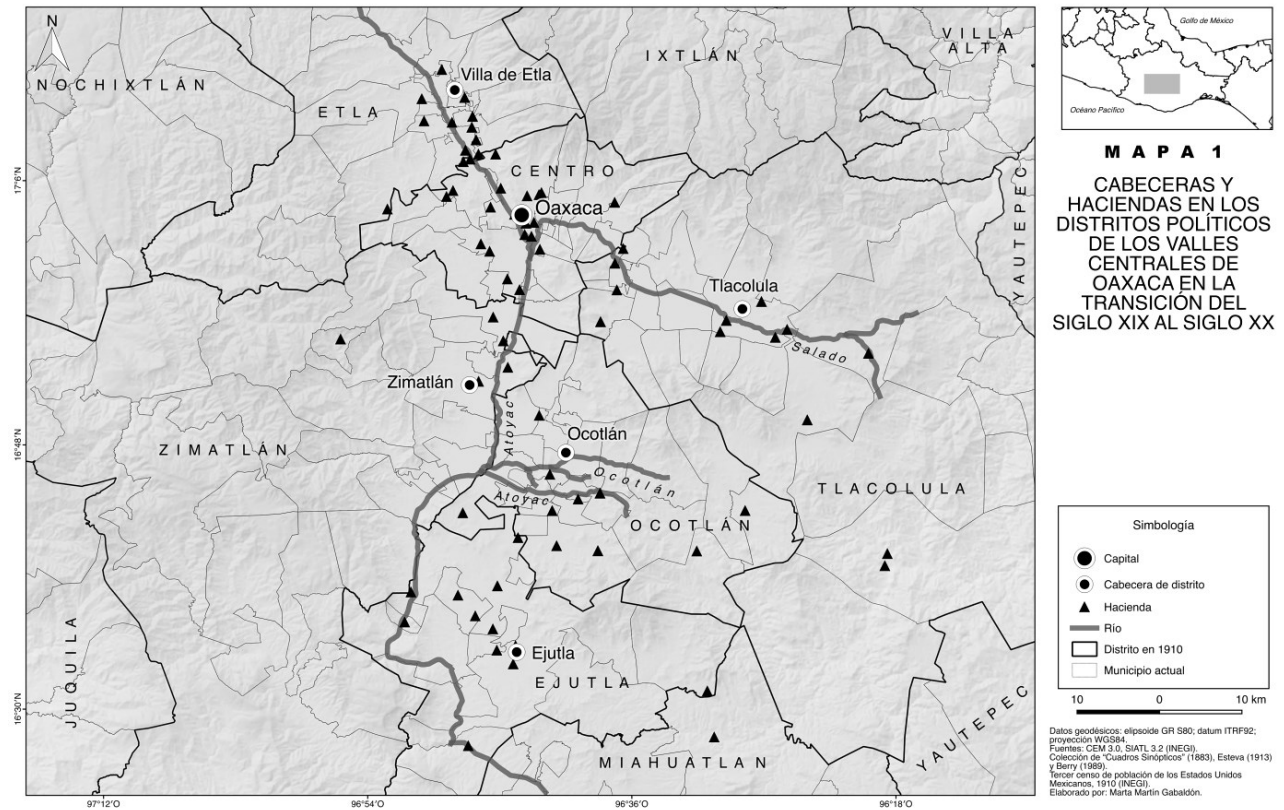 N
NOCHIXTLÁN
ETLA
Villa de Etla
IXTLÁN
VILLA
ALTA
CENTRO
Oaxaca
YAUTEPEC
Tlacolula
Salado
Zimatlán
Atoyac
Ocotlán
ZIMATLÁN
Ocotlán
Atoyac
TLACOLULA
OCOTLÁN
JUQUILA
Ejutla
EJUTLA
MIAHUATLAN
YAUTEPEC
17°6'N
16°48'N
16°30'N
97°12'O
96°54'O
96°36'O
96°18'O
Golfo de México
Océano Pacífico
MAPA 1
CABECERAS Y
HACIENDAS EN LOS
DISTRITOS POLÍTICOS
DE LOS VALLES
CENTRALES DE
OAXACA EN LA
TRANSICIÓN DEL
SIGLO XIX AL SIGLO XX
Simbología
Capital
Cabecera de distrito
Hacienda
Río
Distrito en 1910
Municipio actual
10 0 10 km
Datos geodésicos: elipsoide GR S80; datum ITRF92;
proyección WGS84.
Fuentes: CEM 3.0, SIATL 3.2 (INEGI).
Colección de "Cuadros Sinópticos" (1883), Esteva (1913)
y Berry (1989).
Tercer censo de población de los Estados Unidos
Mexicanos, 1910 (INEGI).
Elaborado por: Marta Martín Gabaldón.